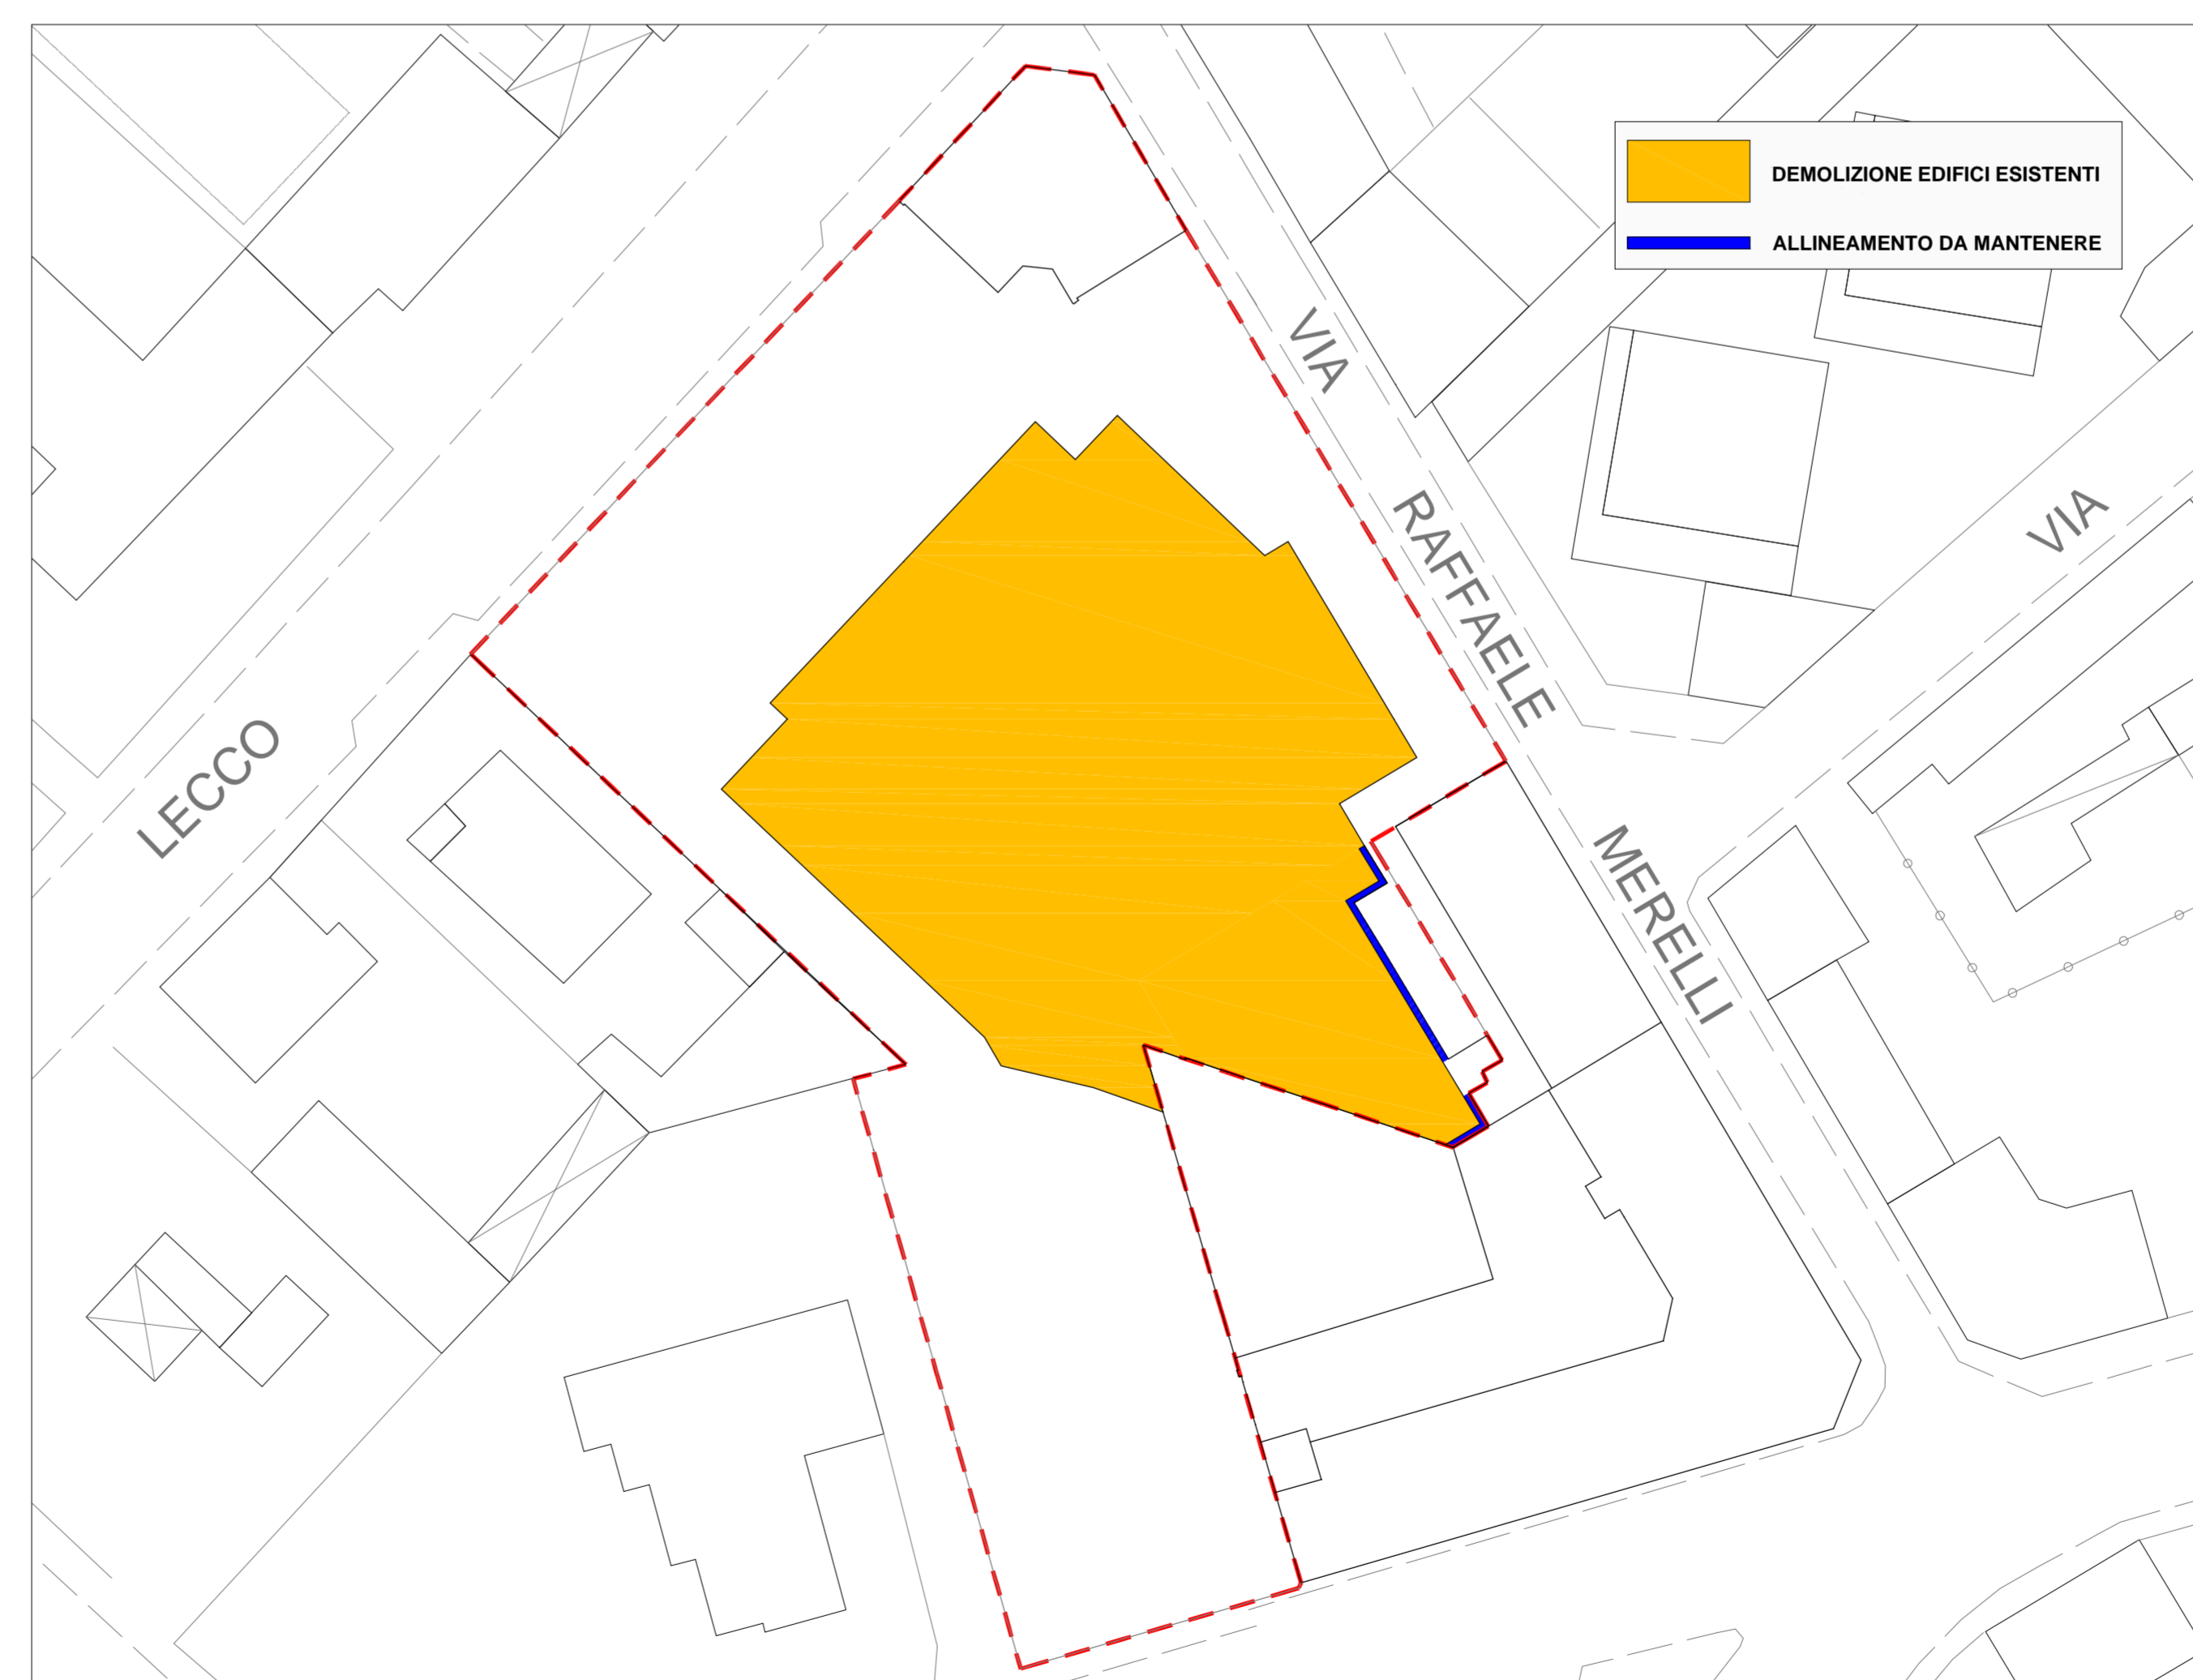 DEMOLIZIONE EDIFICI ESISTENTI
ALLINEAMENTO DA MANTENERE
VIA RAFFAELE MERELLI
VIA
LECCO